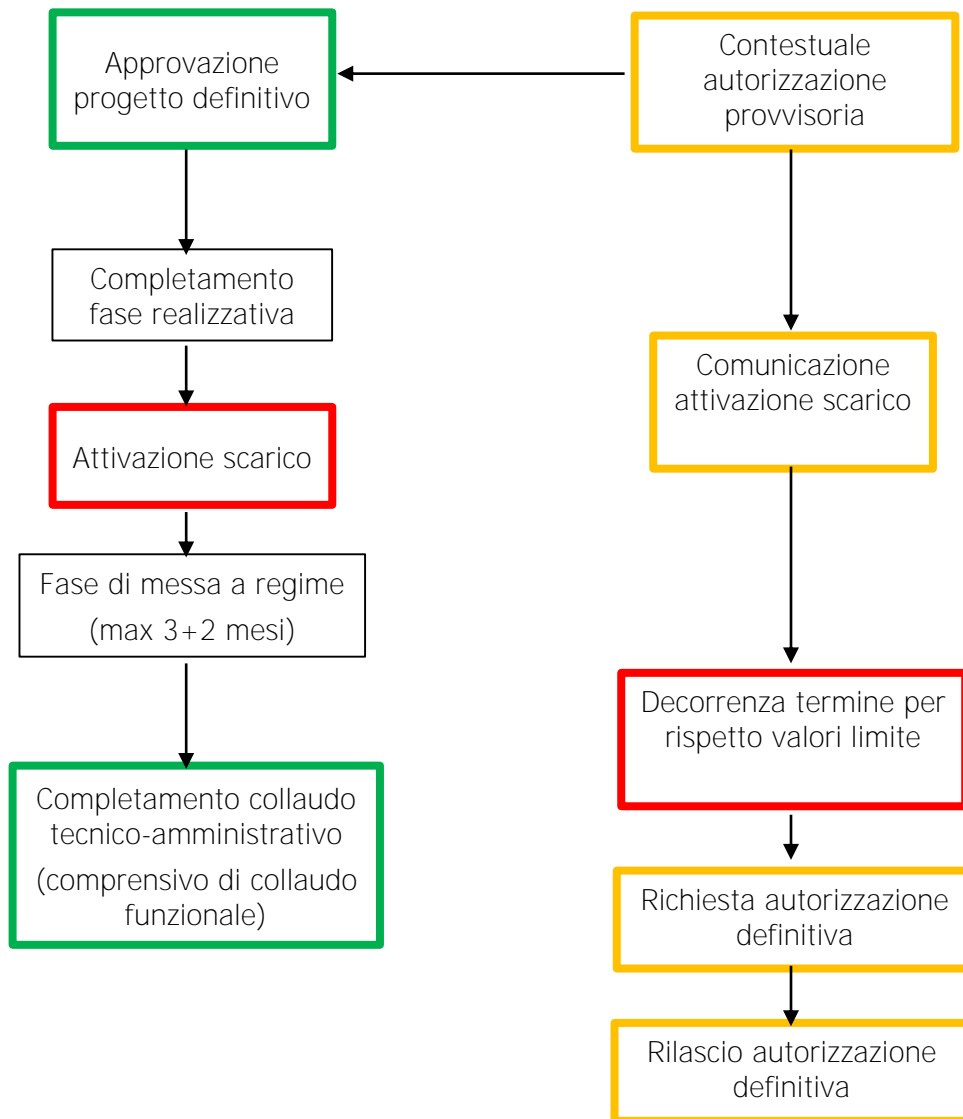 Approvazione
progetto definitivo
Contestuale
autorizzazione
provvisoria
Completamento
fase realizzativa
Comunicazione
attivazione scarico
Attivazione scarico
Fase di messa a regime
(max 3+2 mesi)
Decorrenza termine per
rispetto valori limite
Completamento collaudo
tecnico-amministrativo
(comprensivo di collaudo
funzionale)
Richiesta autorizzazione
definitiva
Rilascio autorizzazione
definitiva